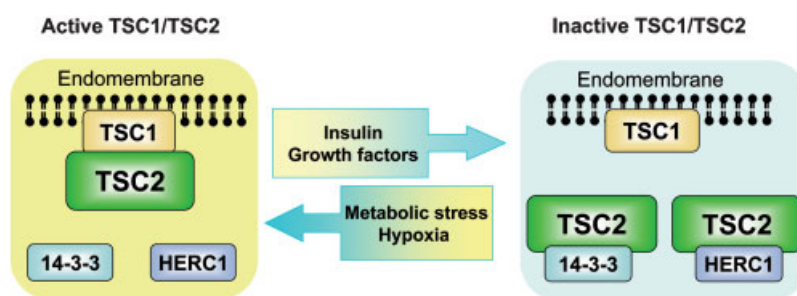 Active TSC1/TSC2
Inactive TSC1/TSC2
Endomembrane
TSC1
TSC2
14-3-3
HERC1
Insulin
Growth factors
Metabolic stress
Hypoxia
Endomembrane
TSC1
TSC2
TSC2
14-3-3
HERC1